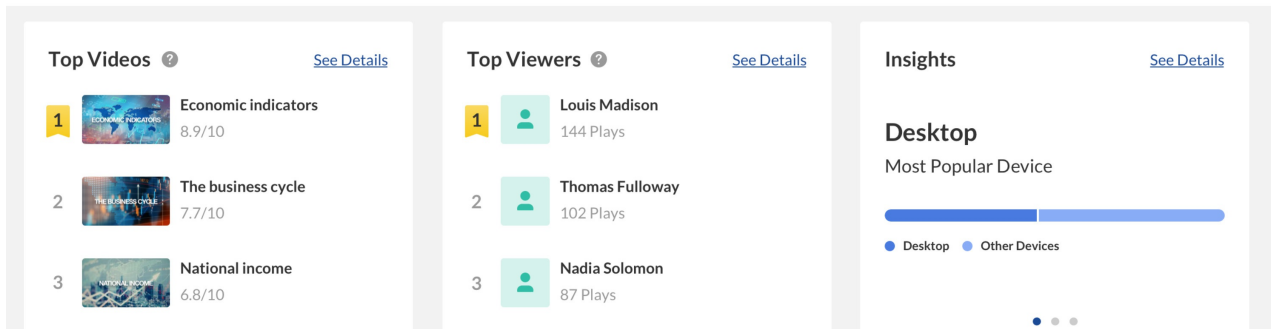 Top Videos ?
See Details
1
ECONOMIC INDICATORS
Economic indicators
8.9/10
2
THE BUSINESS CYCLE
The business cycle
7.7/10
3
NATIONAL INCOME
National income
6.8/10
Top Viewers ?
See Details
1
Louis Madison
144 Plays
2
Thomas Fulloway
102 Plays
3
Nadia Solomon
87 Plays
Insights
See Details
Desktop
Most Popular Device
Desktop
Other Devices